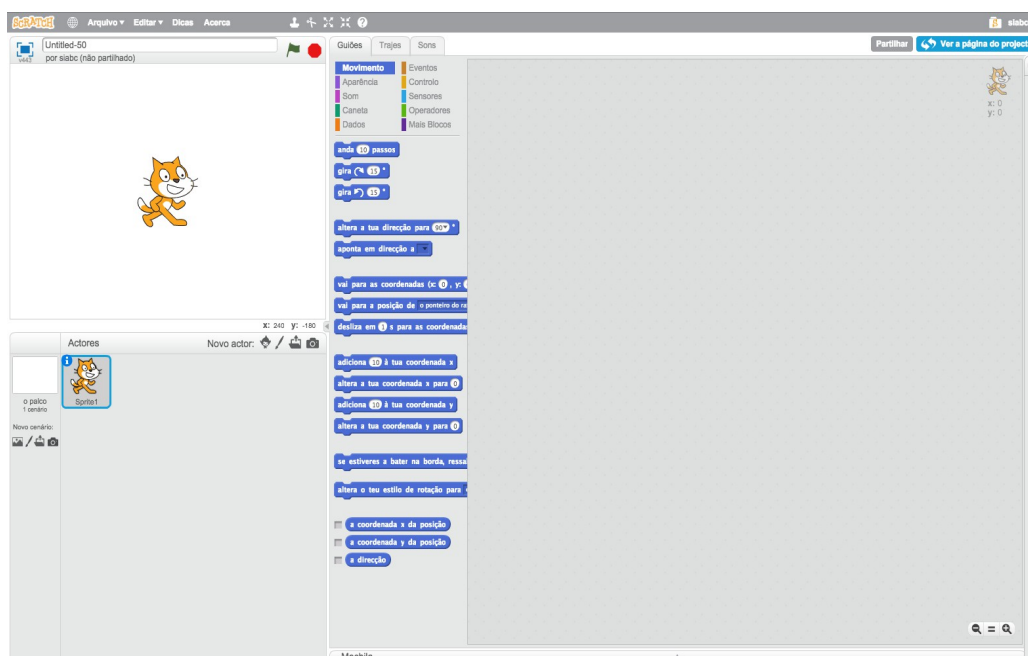 SCRATCH Arquivo Editar Dicas Acerca siabc
Untitled-50
v443 por siabc (não partilhado)
Guiões Trajes Sons
Partilhar Ver a página do project
Movimento Eventos
Aparência Controlo
Som Sensores
Caneta Operadores
Dados Mais Blocos
x: 0
y: 0
anda 10 passos
gira 15 °
gira 15 °
altera a tua direcção para 90 °
aponta em direcção a
vai para as coordenadas (x: 0 , y:
vai para a posição de o ponteiro do ra
desliza em 1 s para as coordenada
adiciona 10 à tua coordenada x
altera a tua coordenada x para 0
adiciona 10 à tua coordenada y
altera a tua coordenada y para 0
se estiveres a bater na borda, ressa
altera o teu estilo de rotação para
a coordenada x da posição
a coordenada y da posição
a direcção
X: 240 Y: -180
Actores Novo actor:
o palco
1 cenário
Sprite1
Novo cenário:
Mochila